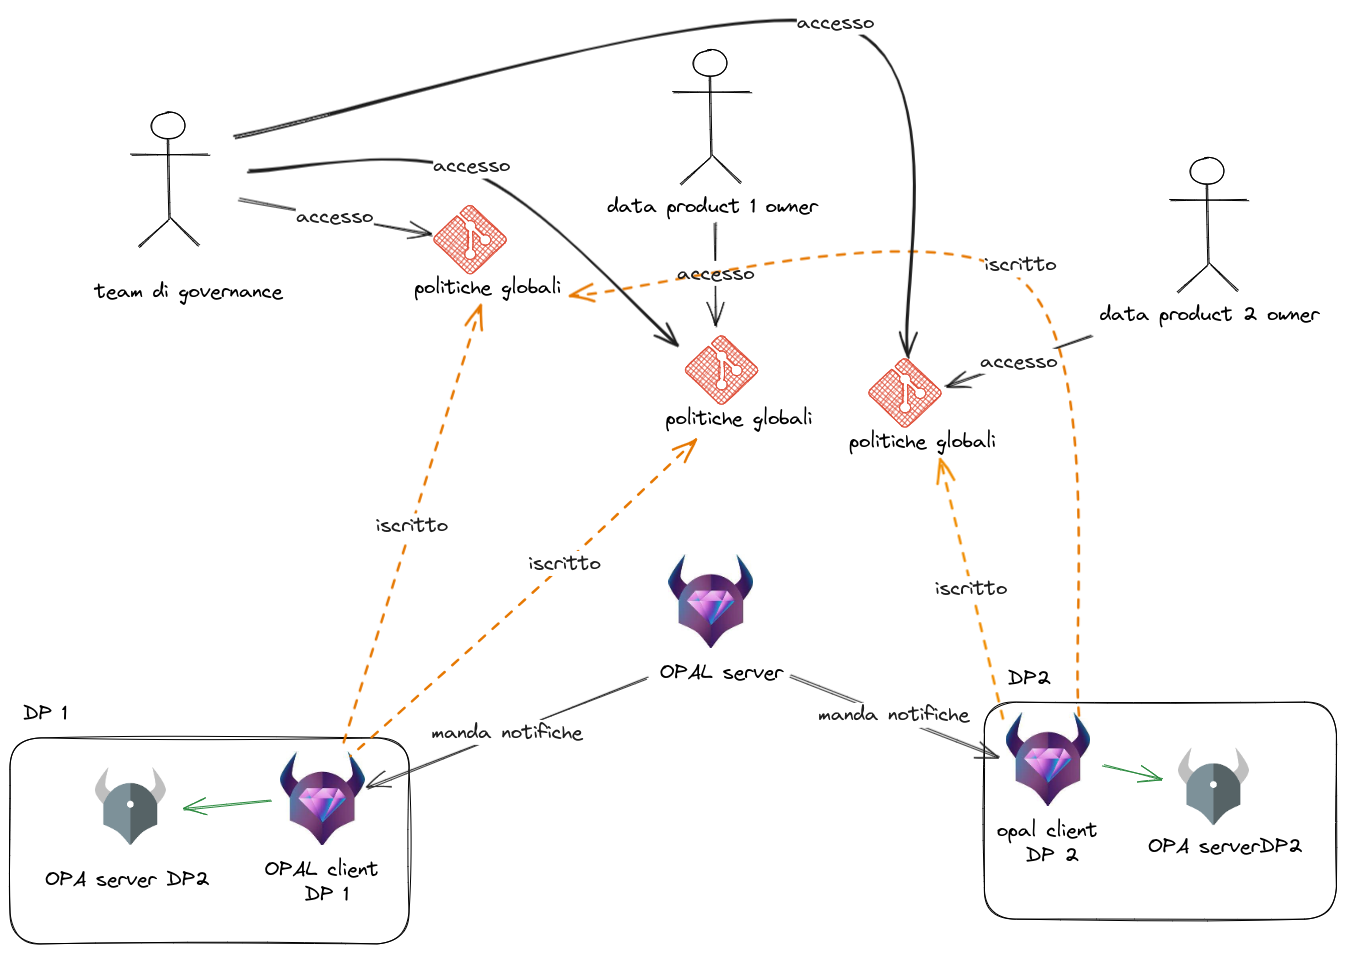 accesso
accesso
accesso
data product 1 owner
team di governance
politiche globali
accesso
iscritto
data product 2 owner
accesso
politiche globali
politiche globali
iscritto
iscritto
iscritto
OPAL server
DP2
DP 1
manda notifiche
manda notifiche
OPA server DP2
OPAL client
DP 1
opal client
DP 2
OPA serverDP2